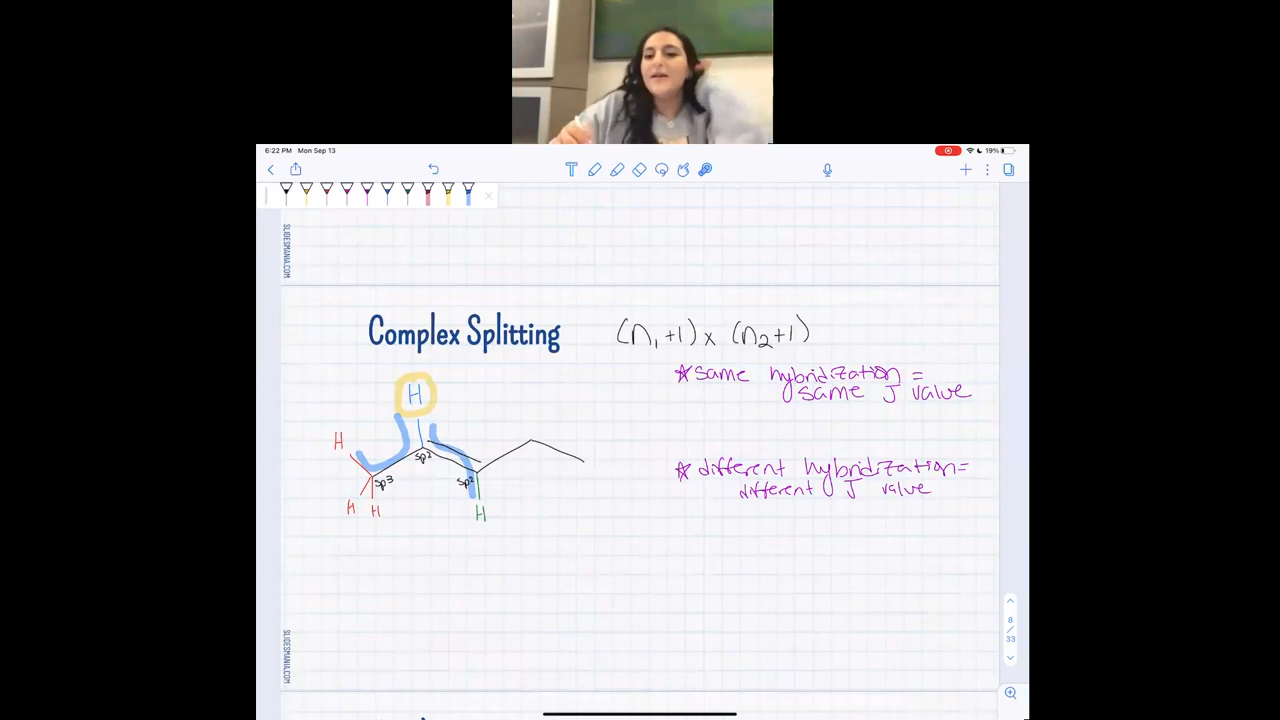 6:22 PM Mon Sep 13
19%
T
SLIDESMANIA.COM
Complex Splitting
(n₁+1) x (n₂+1)
☆same hybridization =
same J value
H
H
sp2
sp3
sp2
H H
H
☆different hybridization=
different J value
8
/
33
SLIDESMANIA.COM